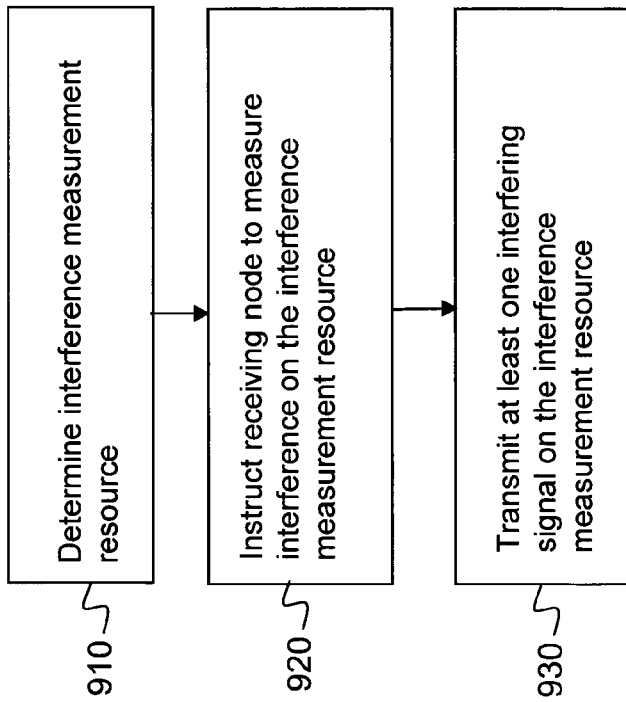 910
Determine interference measurement
resource
920
Instruct receiving node to measure
interference on the interference
measurement resource
930
Transmit at least one interfering
signal on the interference
measurement resource